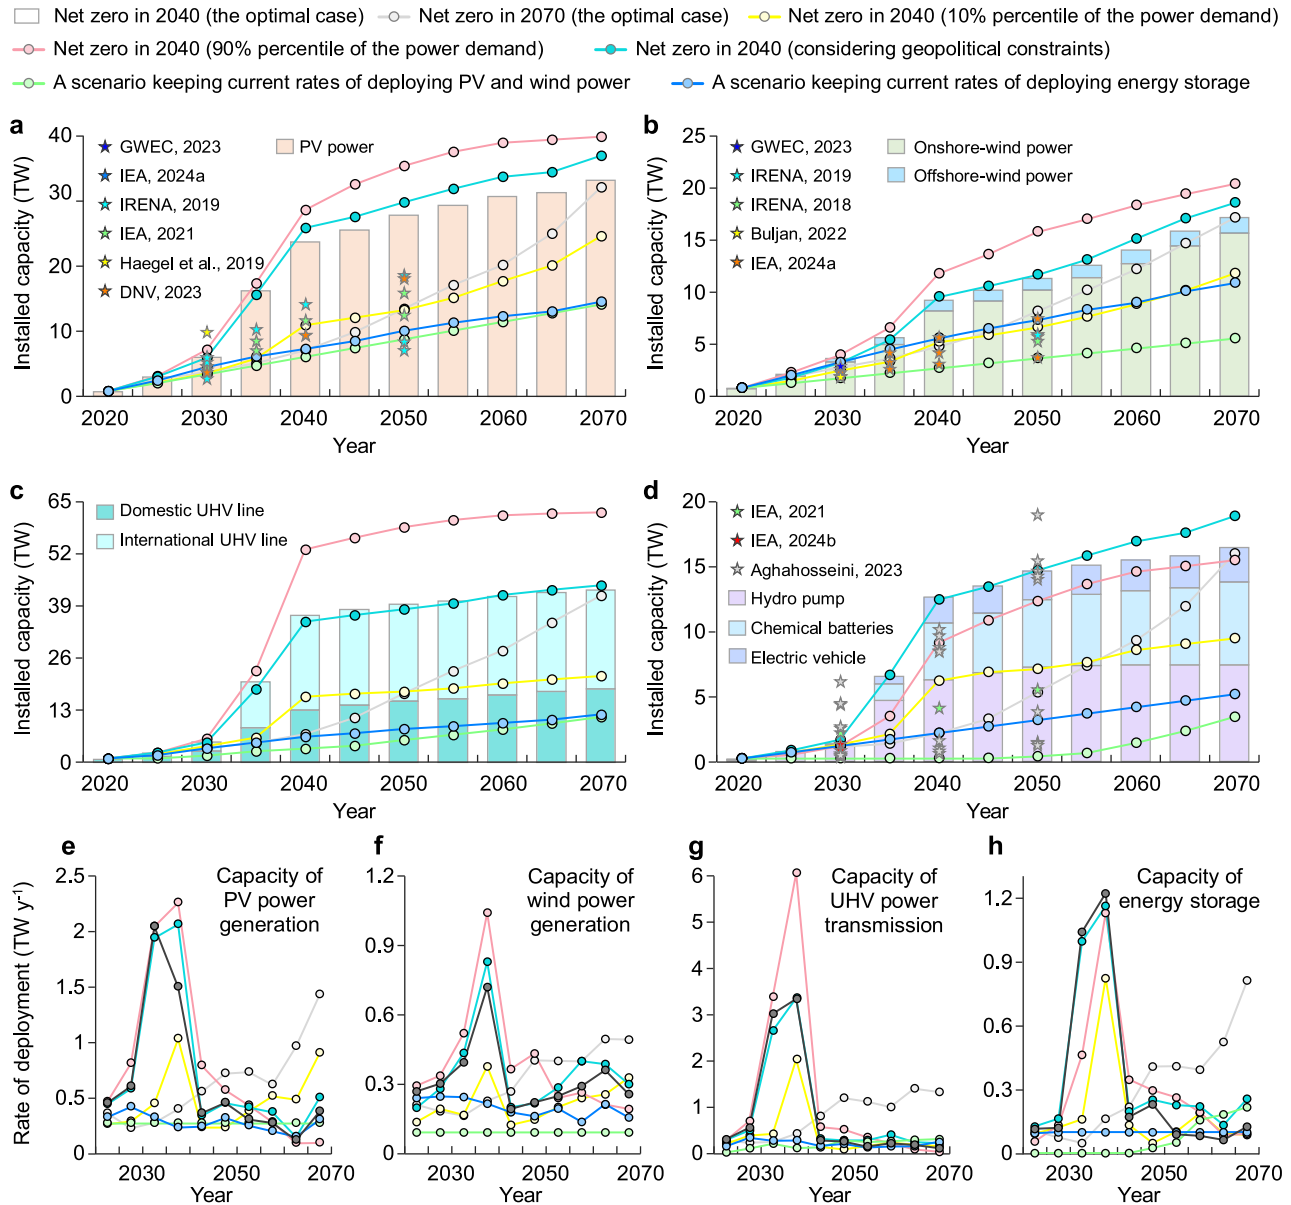 Net zero in 2040 (the optimal case) Net zero in 2070 (the optimal case) Net zero in 2040 (10% percentile of the power demand)
Net zero in 2040 (90% percentile of the power demand) Net zero in 2040 (considering geopolitical constraints)
A scenario keeping current rates of deploying PV and wind power A scenario keeping current rates of deploying energy storage
a
Installed capacity (TW)
40
30
20
10
0
GWEC, 2023
IEA, 2024a
IRENA, 2019
IEA, 2021
Haegel et al., 2019
DNV, 2023
PV power
2020 2030 2040 2050 2060 2070
Year
b
Installed capacity (TW)
25
20
15
10
5
0
GWEC, 2023
IRENA, 2019
IRENA, 2018
Buljan, 2022
IEA, 2024a
Onshore-wind power
Offshore-wind power
2020 2030 2040 2050 2060 2070
Year
c
Installed capacity (TW)
65
52
39
26
13
0
Domestic UHV line
International UHV line
2020 2030 2040 2050 2060 2070
Year
d
Installed capacity (TW)
20
15
10
5
0
IEA, 2021
IEA, 2024b
Aghahosseini, 2023
Hydro pump
Chemical batteries
Electric vehicle
2020 2030 2040 2050 2060 2070
Year
e
Rate of deployment (TW y⁻¹)
2.5
2
1.5
1
0.5
0
Capacity of
PV power
generation
2030 2050 2070
Year
f
1.2
0.9
0.6
0.3
0
Capacity of
wind power
generation
2030 2050 2070
Year
g
6
5
4
3
2
1
0
Capacity of
UHV power
transmission
2030 2050 2070
Year
h
1.2
0.9
0.6
0.3
0
Capacity of
energy storage
2030 2050 2070
Year